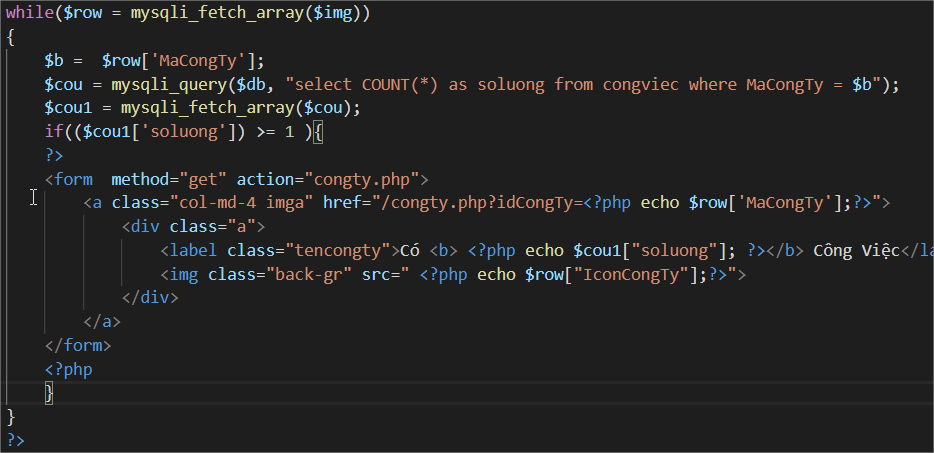 while($row = mysqli_fetch_array($img))
{
$b =  $row['MaCongTy'];
$cou = mysqli_query($db, "select COUNT(*) as soluong from congviec where MaCongTy = $b");
$cou1 = mysqli_fetch_array($cou);
if(($cou1['soluong']) >= 1 ){
?>
<form  method="get" action="congty.php">
<a class="col-md-4 imga" href="/congty.php?idCongTy=<?php echo $row['MaCongTy'];?>">
<div class="a">
<label class="tencongty">Có <b> <?php echo $cou1["soluong"]; ?></b> Công Việc</la
<img class="back-gr" src=" <?php echo $row["IconCongTy"];?>">
</div>
</a>
</form>
<?php
}
}
?>